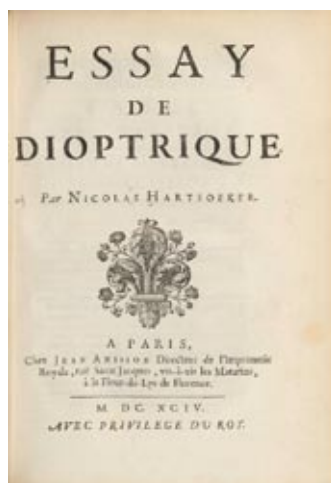 ESSAY
DE
DIOPTRIQUE.
Par NICOLAS HARTSOEKER.
A PARIS,
Chez JEAN ANISSON Directeur de l'Imprimerie
Royale, ruë Saint Jacques, vis-à-vis les Maturins,
à la Fleur-de-Lys de Florence.
M. DC. XCIV.
AVEC PRIVILEGE DU ROY.